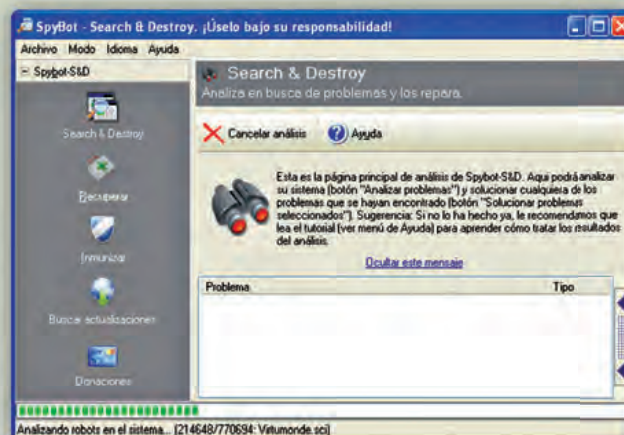 SpyBot - Search & Destroy. ¡Úselo bajo su responsabilidad!
Archivo Modo Idioma Ayuda
Spybot-S&D
Search & Destroy
Recuperar
Inmunizar
Buscar actualizaciones
Donaciones
Search & Destroy
Analiza en busca de problemas y los repara.
Cancelar análisis Ayuda
Esta es la página principal de análisis de Spybot-S&D. Aquí podrá analizar
su sistema (botón "Analizar problemas") y solucionar cualquiera de los
problemas que se hayan encontrado (botón "Solucionar problemas
seleccionados"). Sugerencia: Si no lo ha hecho ya, le recomendamos que
lea el tutorial (ver menú de Ayuda) para aprender cómo tratar los resultados
del análisis.
Ocultar este mensaje
Problema Tipo
Analizando robots en el sistema... (214648/770694: Virtumonde.sci)